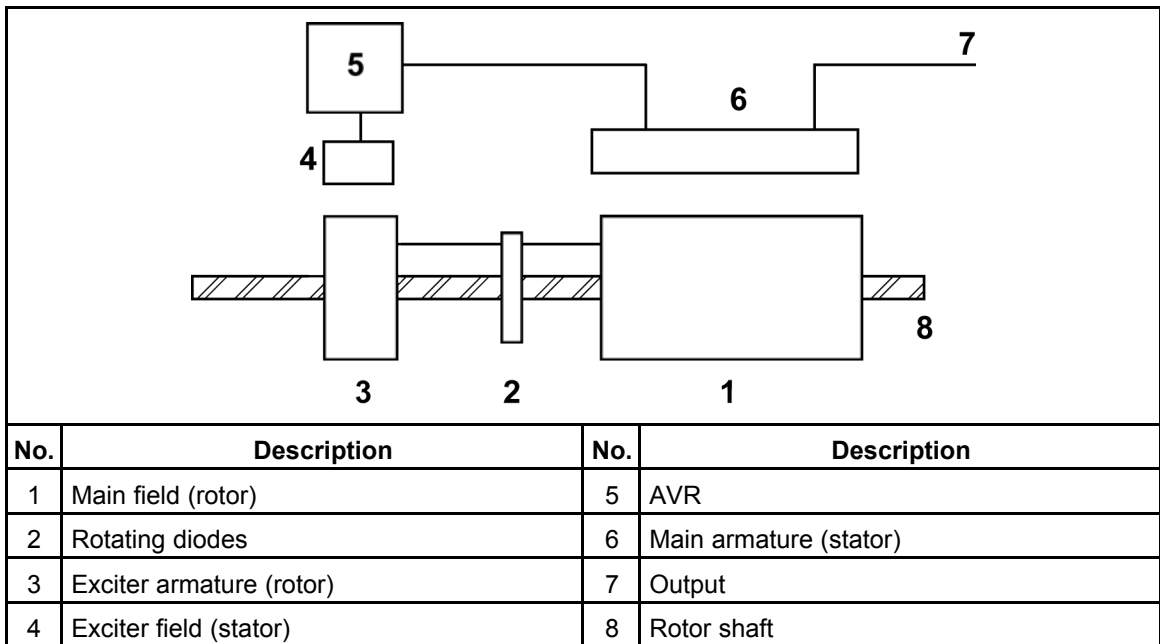 5
7
6
4
8
3 2 1
No. Description No. Description
1 Main field (rotor) 5 AVR
2 Rotating diodes 6 Main armature (stator)
3 Exciter armature (rotor) 7 Output
4 Exciter field (stator) 8 Rotor shaft